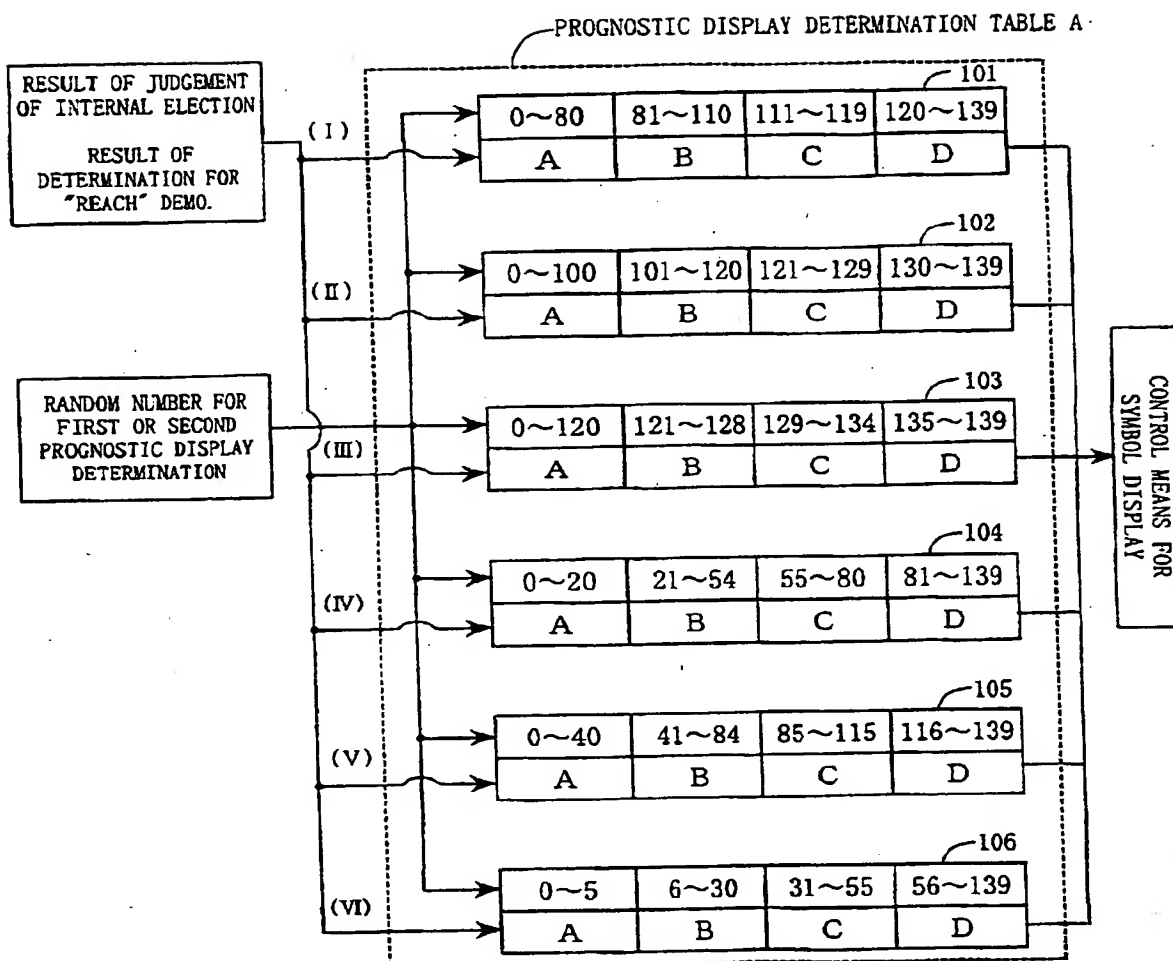 PROGNOSTIC DISPLAY DETERMINATION TABLE A
RESULT OF JUDGEMENT
OF INTERNAL ELECTION
RESULT OF
DETERMINATION FOR
"REACH" DEMO.
(I)
101
0~80 81~110 111~119 120~139
A B C D
(II)
102
0~100 101~120 121~129 130~139
A B C D
RANDOM NUMBER FOR
FIRST OR SECOND
PROGNOSTIC DISPLAY
DETERMINATION
(III)
103
0~120 121~128 129~134 135~139
A B C D
CONTROL MEANS FOR
SYMBOL DISPLAY
(IV)
104
0~20 21~54 55~80 81~139
A B C D
(V)
105
0~40 41~84 85~115 116~139
A B C D
(VI)
106
0~5 6~30 31~55 56~139
A B C D